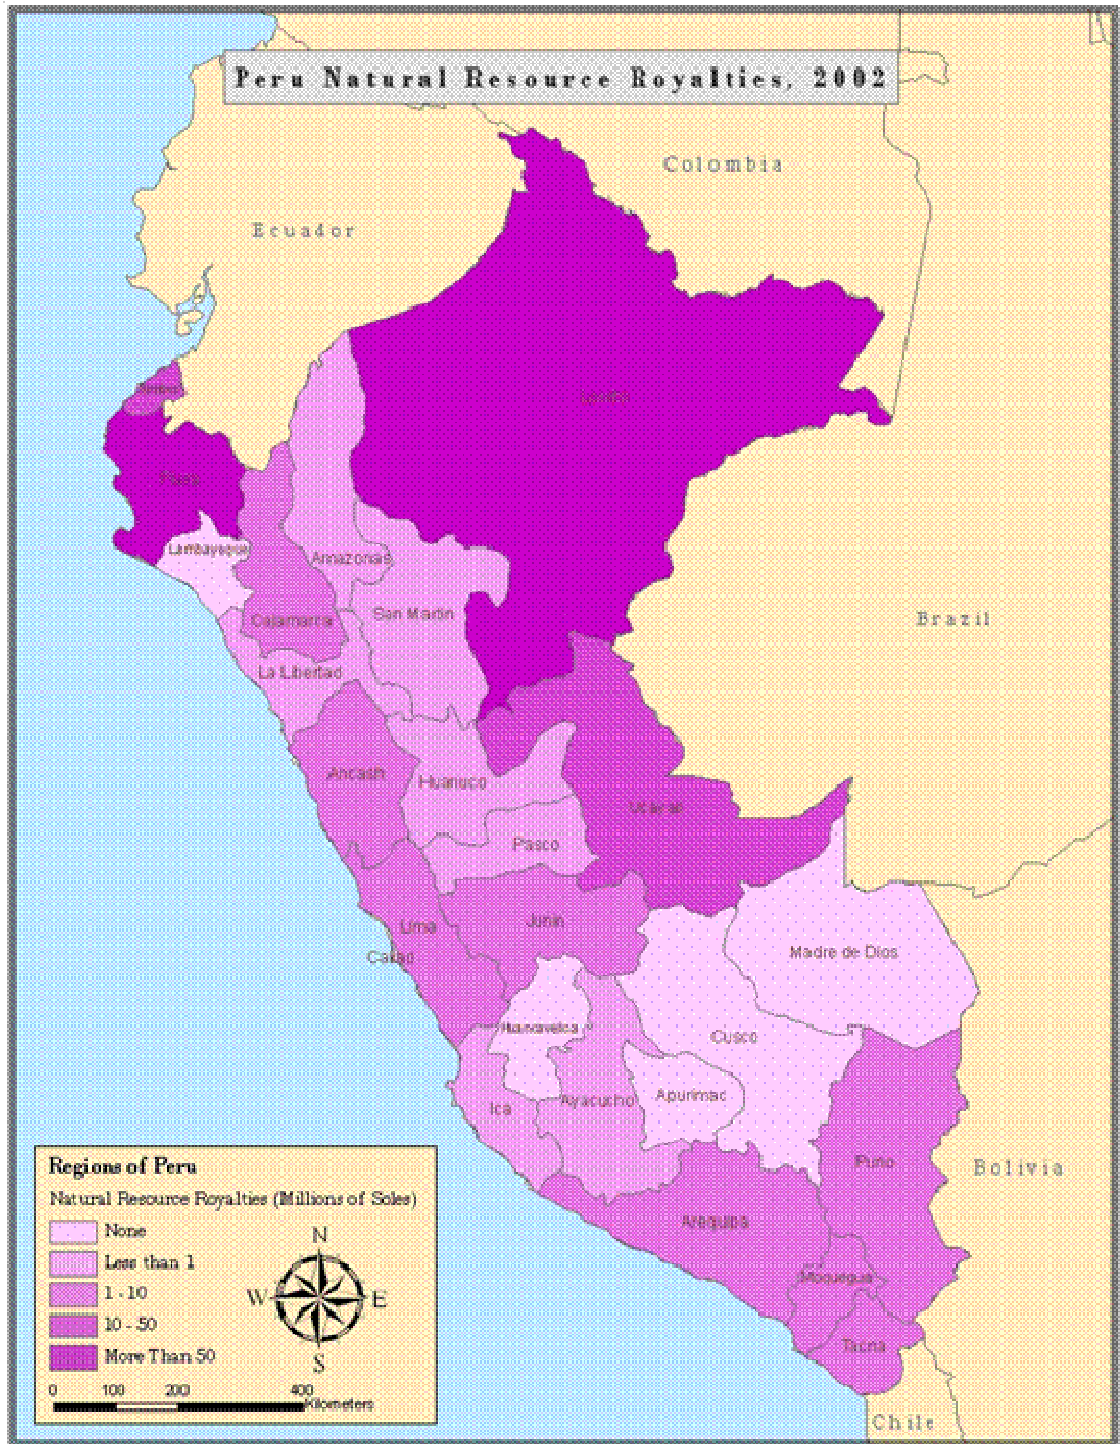 Peru Natural Resource Royalties, 2002
Colombia
Ecuador
Loreto
Piura
Lambayeque
Amazonas
San Martin
Cajamarca
Brazil
La Libertad
Ancash
Huanuco
Ucayali
Pasco
Lima
Junin
Callao
Madre de Dios
Huancavelica
Cusco
Ica
Ayacucho
Apurimac
Puno
Bolivia
Arequipa
Moquegua
Tacna
Chile
Regions of Peru
Natural Resource Royalties (Millions of Soles)
None
Less than 1
1 - 10
10 - 50
More Than 50
N
W E
S
0 100 200 400
Kilometers